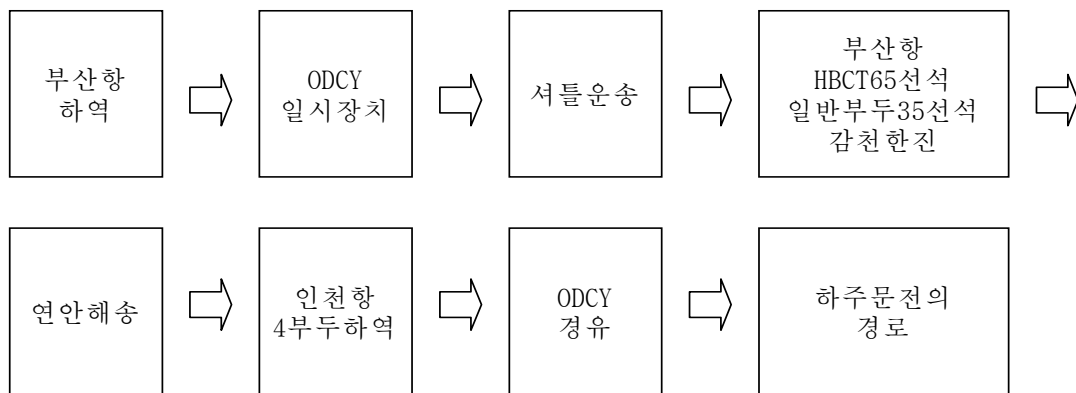 부산항
하역
ODCY
일시장치
셔틀운송
부산항
HBCT65선석
일반부두35선석
감천한진
연안해송
인천항
4부두하역
ODCY
경유
하주문전의
경로